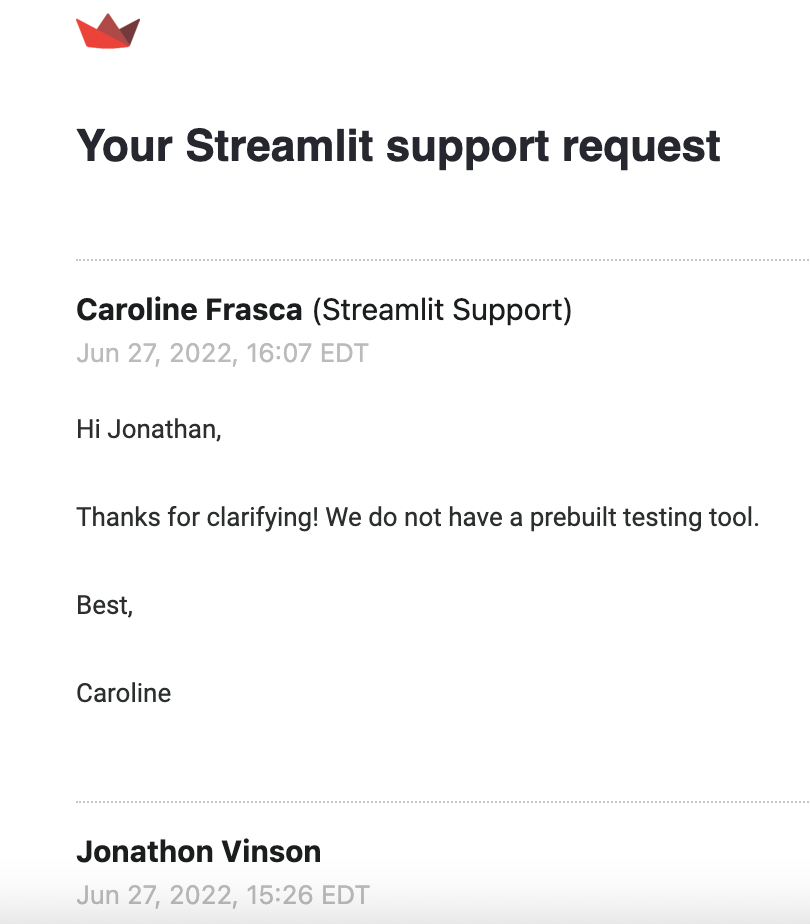 Your Streamlit support request
Caroline Frasca (Streamlit Support)
Jun 27, 2022, 16:07 EDT
Hi Jonathan,
Thanks for clarifying! We do not have a prebuilt testing tool.
Best,
Caroline
Jonathon Vinson
Jun 27, 2022, 15:26 EDT